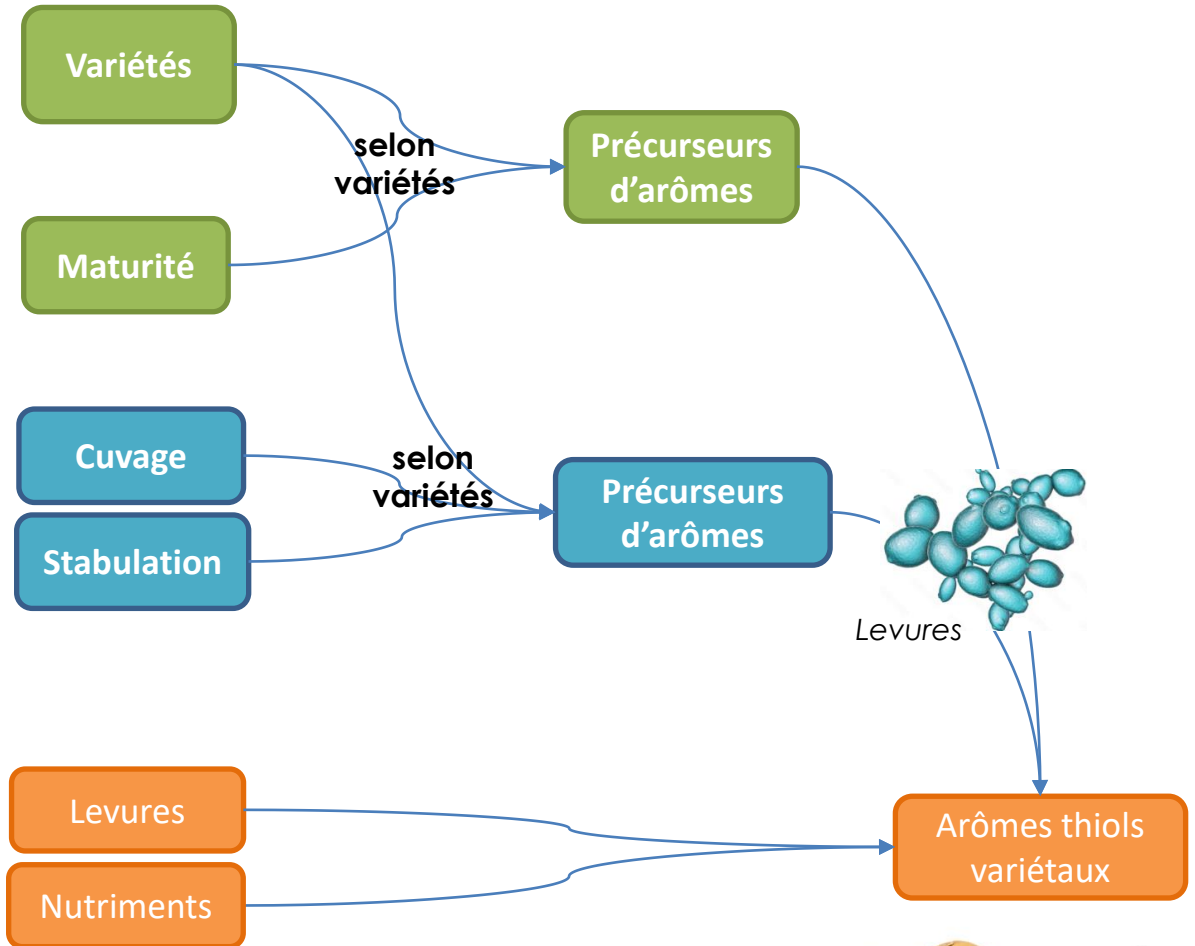 Variétés
selon
variétés
Précurseurs
d’arômes
Maturité
Cuvage
selon
variétés
Stabulation
Précurseurs
d’arômes
Levures
Levures
Nutriments
Arômes thiols
variétaux